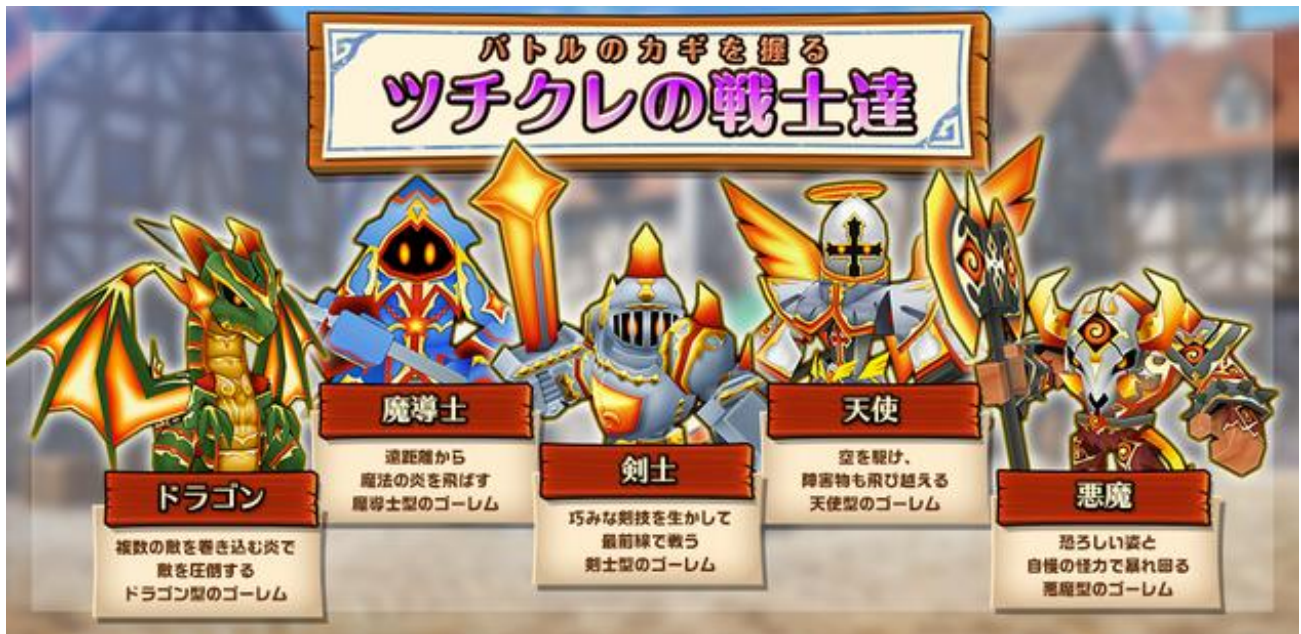 バトルのカギを握る
ツチクレの戦士達
ドラゴン
複数の敵を巻き込む炎で
敵を圧倒する
ドラゴン型のゴーレム
魔導士
遠距離から
魔法の炎を飛ばす
魔導士型のゴーレム
剣士
巧みな剣技を生かして
最前線で戦う
剣士型のゴーレム
天使
空を駆け、
障害物も飛び越える
天使型のゴーレム
悪魔
恐ろしい姿と
自慢の怪力で暴れ回る
悪魔型のゴーレム